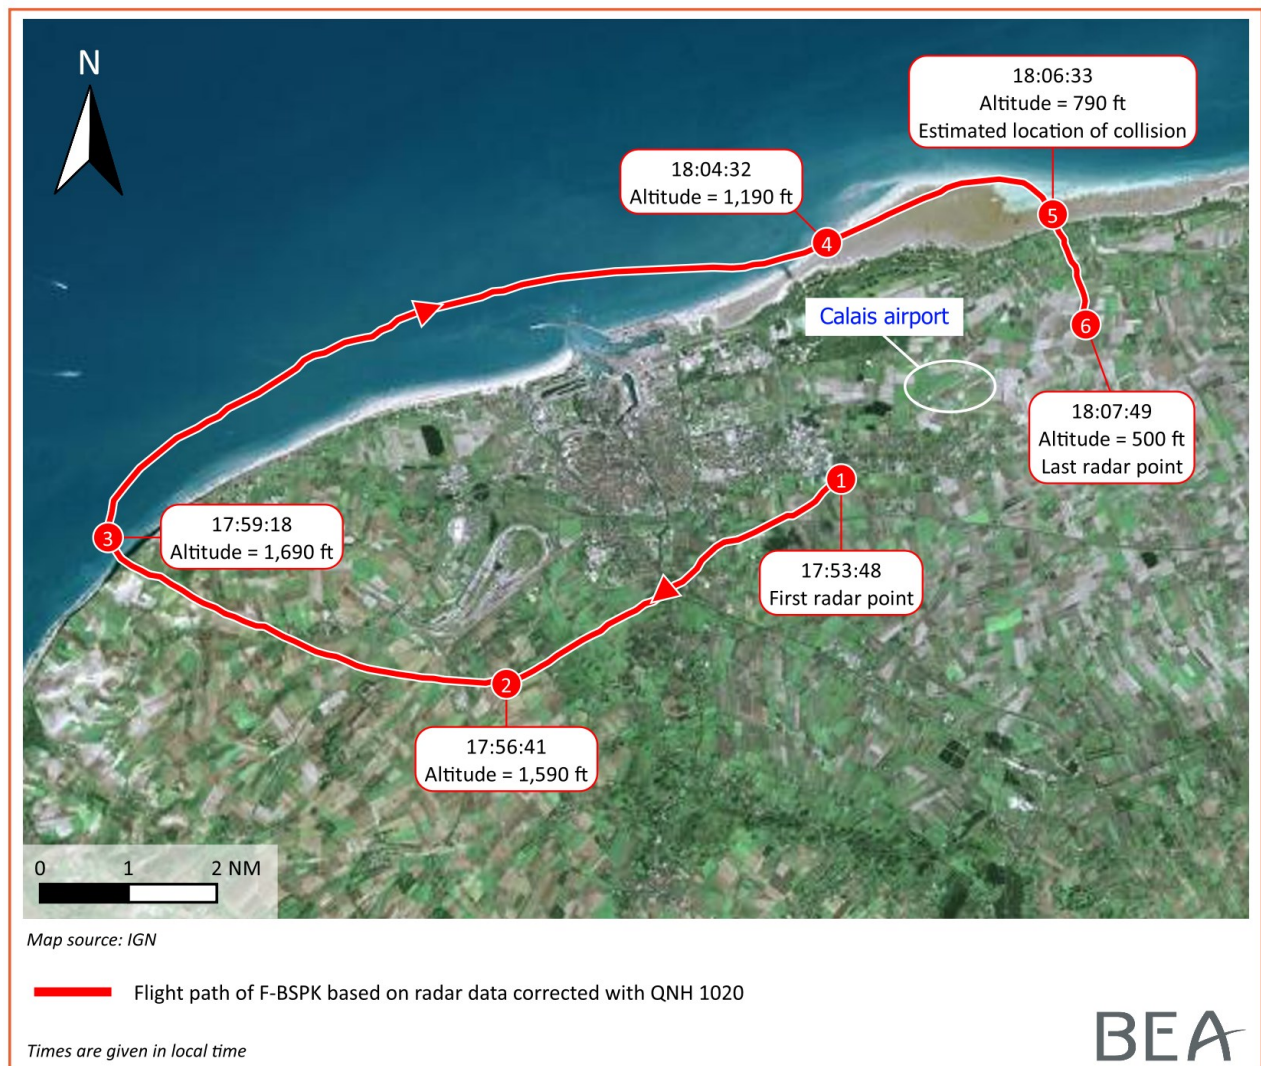 N
18:06:33
Altitude = 790 ft
Estimated location of collision
18:04:32
Altitude = 1,190 ft
4
5
Calais airport
6
18:07:49
Altitude = 500 ft
Last radar point
1
3
17:59:18
Altitude = 1,690 ft
17:53:48
First radar point
2
17:56:41
Altitude = 1,590 ft
0 1 2 NM
Map source: IGN
Flight path of F-BSPK based on radar data corrected with QNH 1020
Times are given in local time
BEA